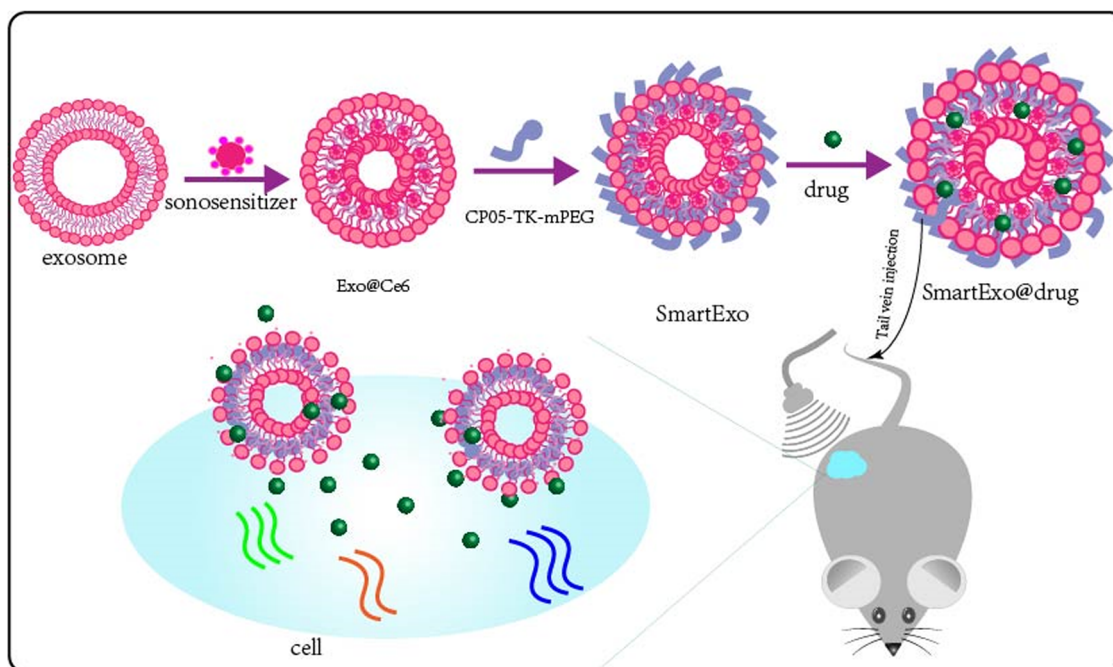 sonosensitizer
CP05-TK-mPEG
drug
exosome
Exo@Ce6
SmartExo
SmartExo@drug
Tail vein injection
cell